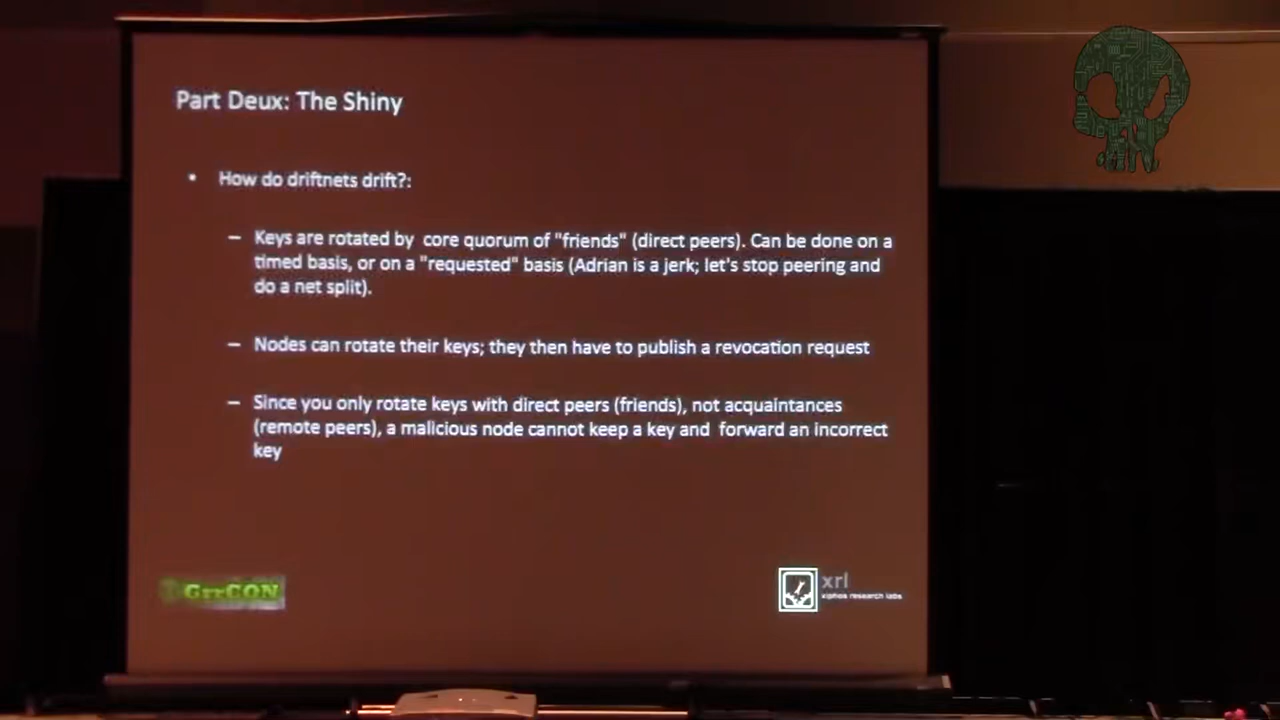 Part Deux: The Shiny
• How do driftnets drift?:
– Keys are rotated by core quorum of "friends" (direct peers). Can be done on a
timed basis, or on a "requested" basis (Adrian is a jerk; let's stop peering and
do a net split).
– Nodes can rotate their keys; they then have to publish a revocation request
– Since you only rotate keys with direct peers (friends), not acquaintances
(remote peers), a malicious node cannot keep a key and forward an incorrect
key
GrrCON
xrl
xiphos research labs